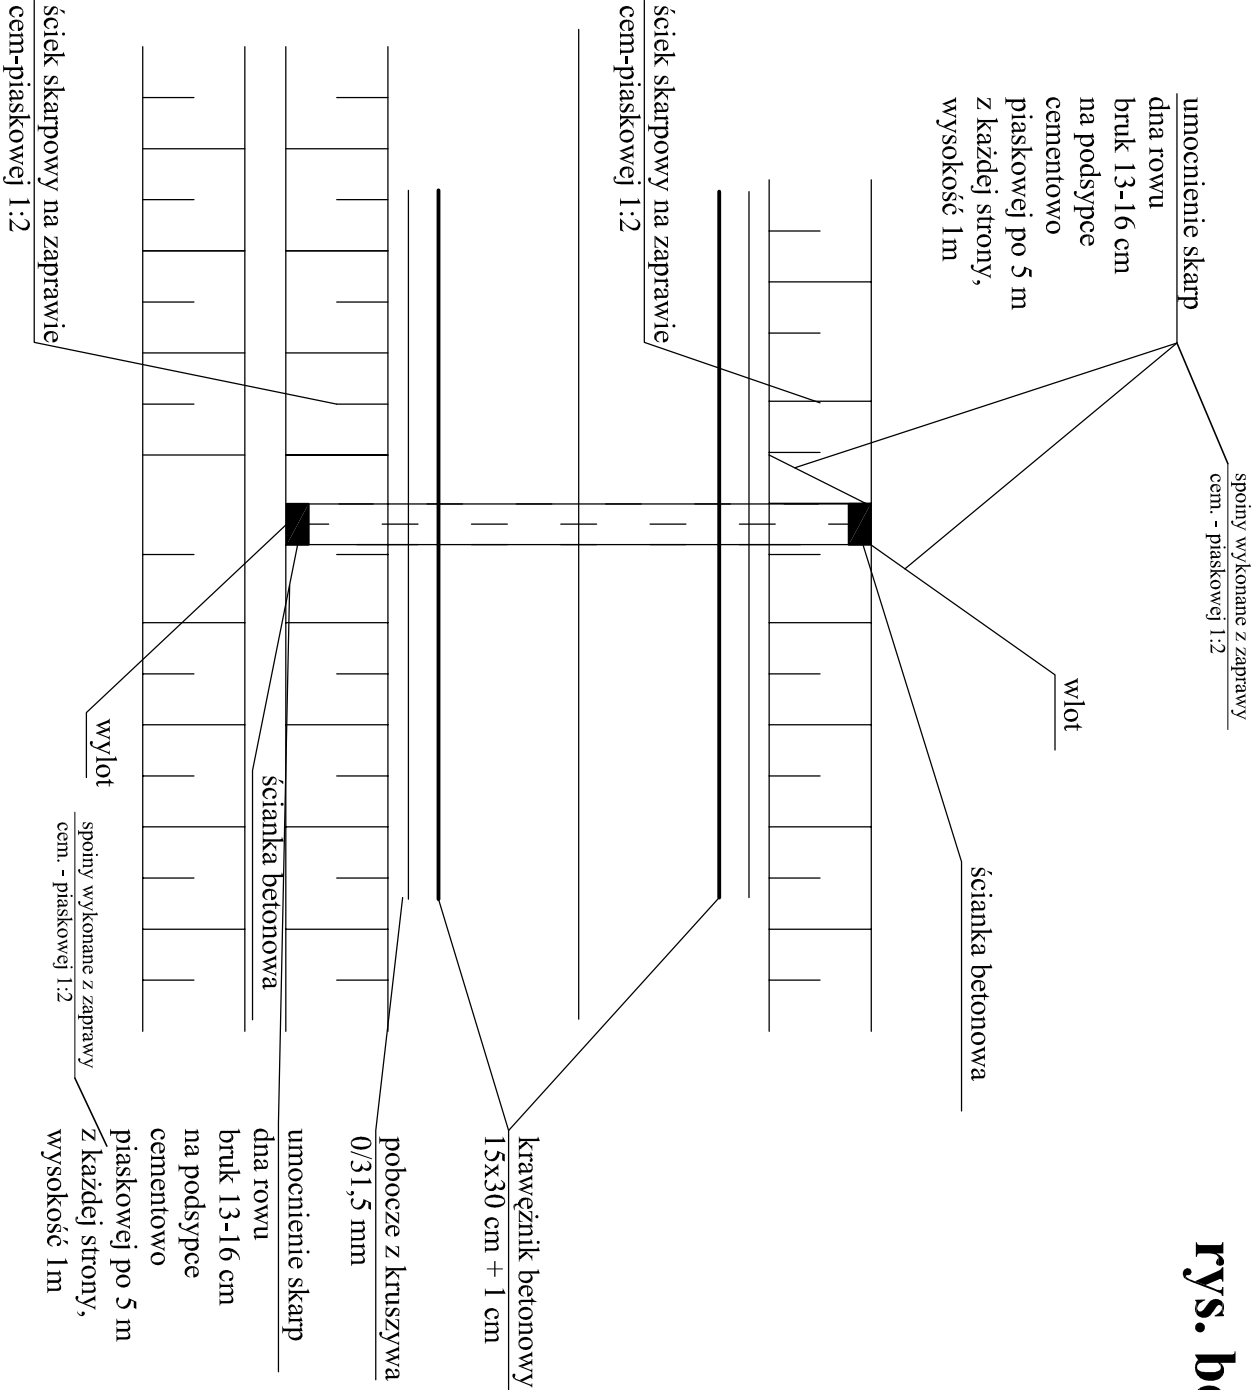 rys.
spoiny wykonane z zaprawy
cem. - piaskowej 1:2
umocnienie skarp
dna rowu
bruk 13-16 cm
na podsypce
cementowo
piaskowej po 5 m
z każdej strony,
wysokość 1m
wlot
ścianka betonowa
ściek skarpowy na zaprawie
cem-piaskowej 1:2
krawężnik betonowy
15x30 cm + 1 cm
pobocze z kruszywa
0/31,5 mm
umocnienie skarp
dna rowu
bruk 13-16 cm
na podsypce
cementowo
piaskowej po 5 m
z każdej strony,
wysokość 1m
ścianka betonowa
wylot
spoiny wykonane z zaprawy
cem. - piaskowej 1:2
ściek skarpowy na zaprawie
cem-piaskowej 1:2